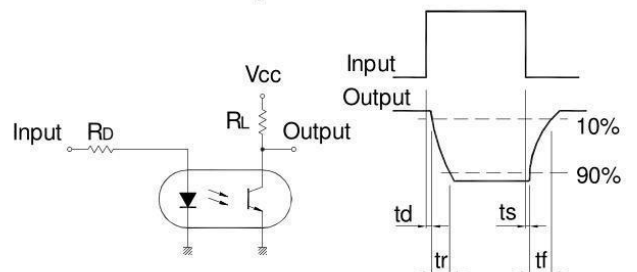 Input
RD
Vcc
RL
Output
Input
Output
10%
90%
td
ts
tr
tf